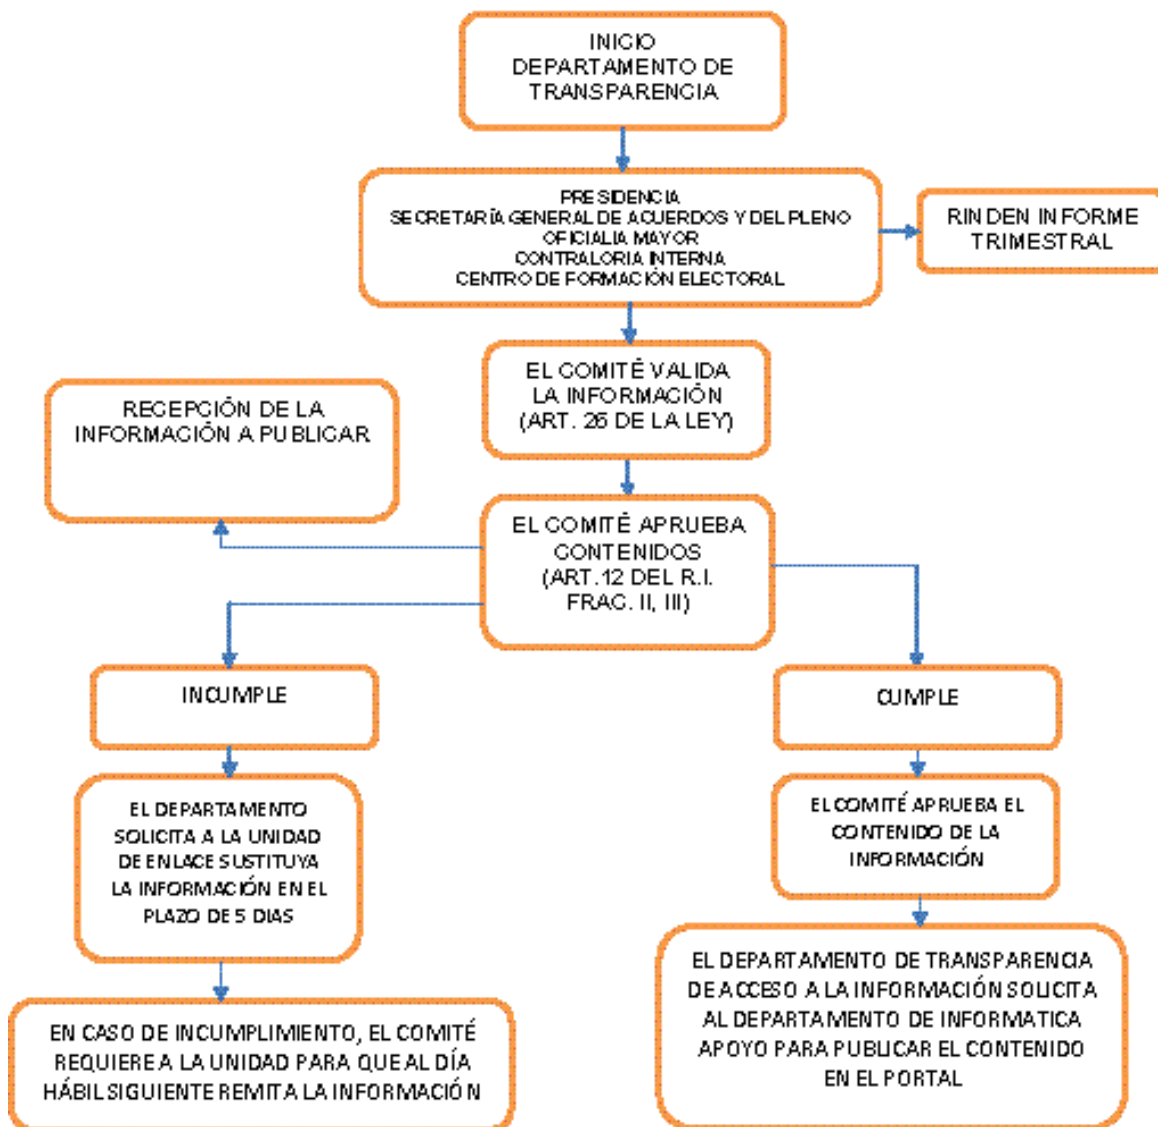 INICIO
DEPARTAMENTO DE
TRANSPARENCIA
PRESIDENCIA
SECRETARÍA GENERAL DE ACUERDOS Y DEL PLENO
OFICIALIA MAYOR
CONTRALORIA INTERNA
CENTRO DE FORMACIÓN ELECTORAL
RINDEN INFORME
TRIMESTRAL
EL COMITÉ VALIDA
LA INFORMACIÓN
(ART. 26 DE LA LEY)
RECEPCIÓN DE LA
INFORMACIÓN A PUBLICAR
EL COMITÉ APRUEBA
CONTENIDOS
(ART.12 DEL R.I.
FRAC. II, III)
INCUMPLE
CUMPLE
EL DEPARTAMENTO
SOLICITA A LA UNIDAD
DE ENLACE SUSTITUYA
LA INFORMACIÓN EN EL
PLAZO DE 5 DIAS
EL COMITÉ APRUEBA EL
CONTENIDO DE LA
INFORMACIÓN
EN CASO DE INCUMPLIMIENTO, EL COMITÉ
REQUIERE A LA UNIDAD PARA QUE AL DÍA
HÁBIL SIGUIENTE REMITA LA INFORMACIÓN
EL DEPARTAMENTO DE TRANSPARENCIA
DE ACCESO A LA INFORMACIÓN SOLICITA
AL DEPARTAMENTO DE INFORMATICA
APOYO PARA PUBLICAR EL CONTENIDO
EN EL PORTAL